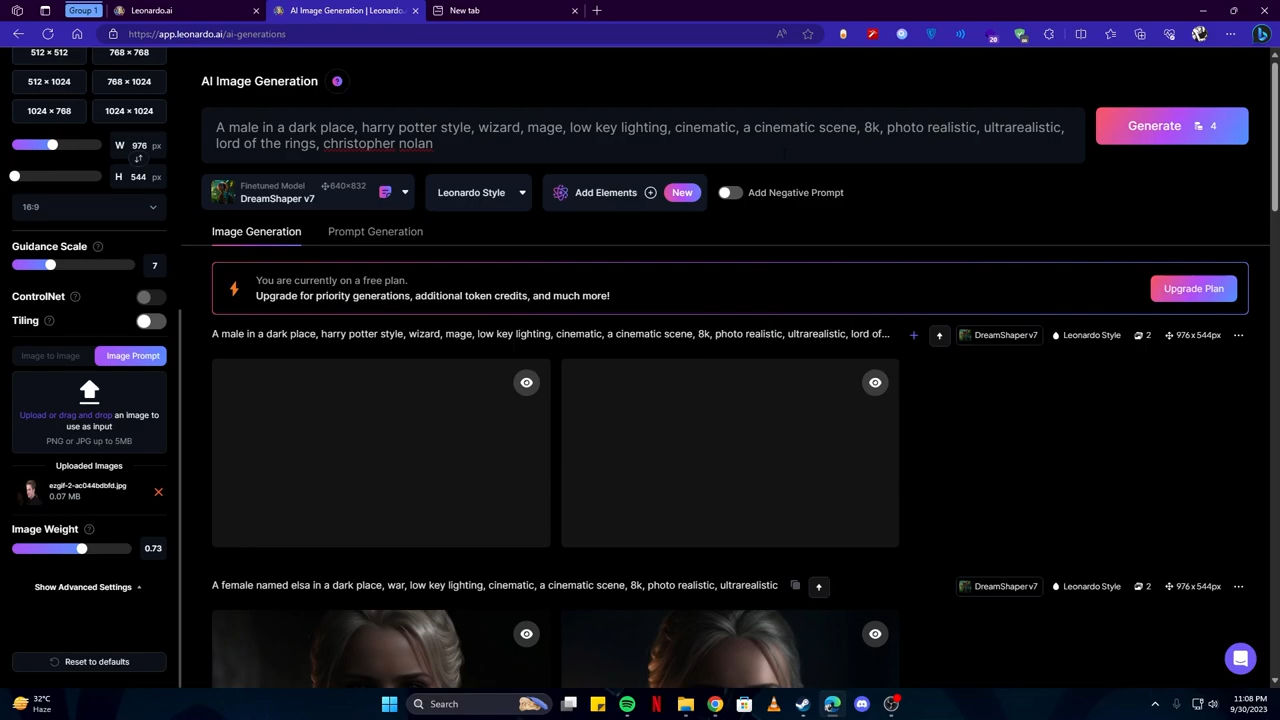 Group 1
Leonardo.ai
AI Image Generation | Leonardo.
New tab
https://app.leonardo.ai/ai-generations
20
512 × 512
768 × 768
512 × 1024
768 × 1024
1024 × 768
1024 × 1024
W 976 px
H 544 px
16:9
Guidance Scale
7
ControlNet
Tiling
Image to Image
Image Prompt
Upload or drag and drop an image to
use as input
PNG or JPG up to 5MB
Uploaded Images
ezgif-2-ac044bdbfd.jpg
0.07 MB
Image Weight
0.73
Show Advanced Settings
Reset to defaults
AI Image Generation
A male in a dark place, harry potter style, wizard, mage, low key lighting, cinematic, a cinematic scene, 8k, photo realistic, ultrarealistic,
lord of the rings, christopher nolan
Generate 4
Finetuned Model 640×832
DreamShaper v7
Leonardo Style
Add Elements
New
Add Negative Prompt
Image Generation
Prompt Generation
You are currently on a free plan.
Upgrade for priority generations, additional token credits, and much more!
Upgrade Plan
A male in a dark place, harry potter style, wizard, mage, low key lighting, cinematic, a cinematic scene, 8k, photo realistic, ultrarealistic, lord of...
DreamShaper v7
Leonardo Style
2
976×544px
A female named elsa in a dark place, war, low key lighting, cinematic, a cinematic scene, 8k, photo realistic, ultrarealistic
DreamShaper v7
Leonardo Style
2
976×544px
32°C
Haze
Search
11:08 PM
9/30/2023